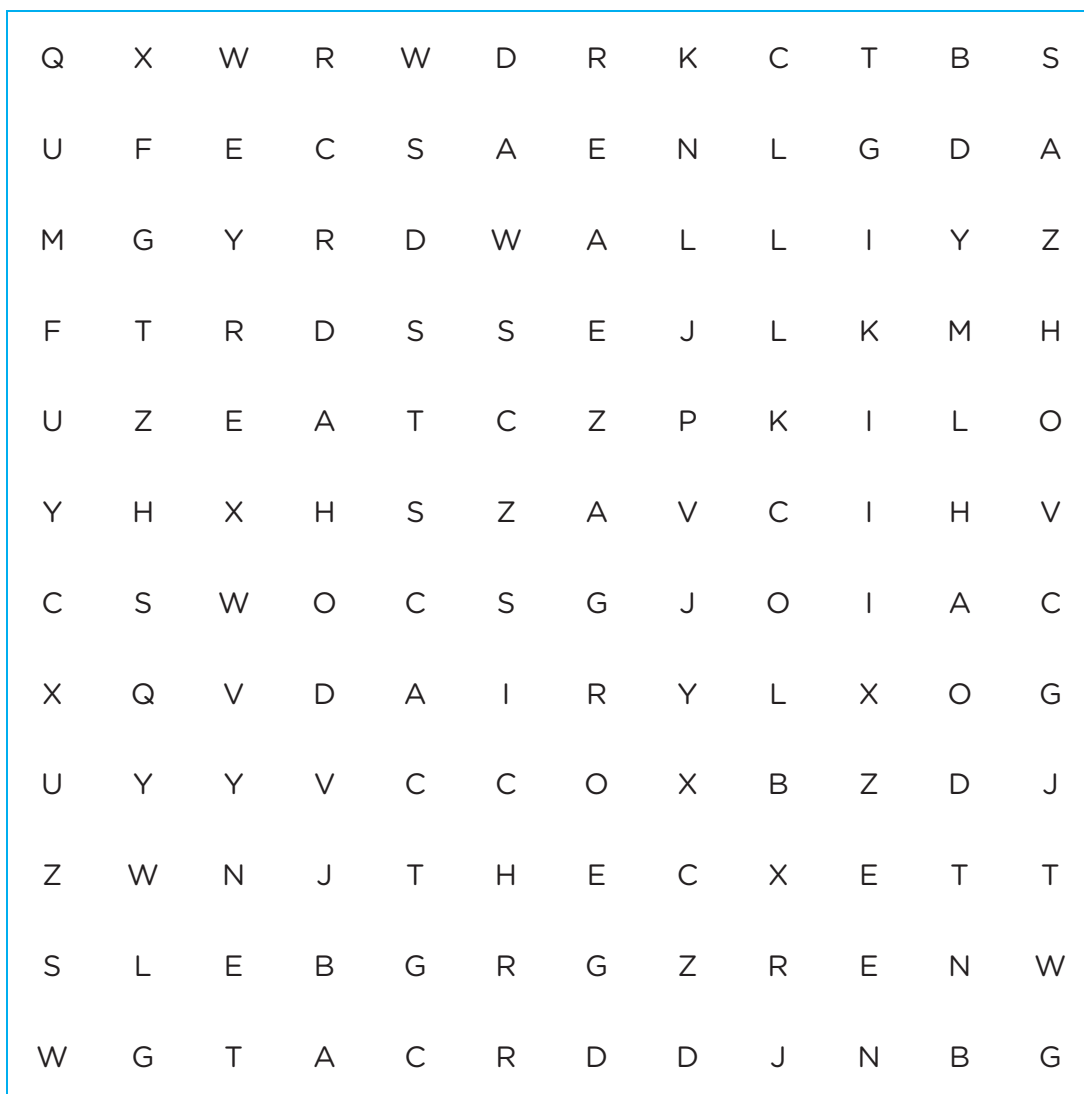 Q X W R W D R K C T B S
U F E C S A E N L G D A
M G Y R D W A L L I Y Z
F T R D S S E J L K M H
U Z E A T C Z P K I L O
Y H X H S Z A V C I H V
C S W O C S G J O I A C
X Q V D A I R Y L X O G
U Y Y V C C O X B Z D J
Z W N J T H E C X E T T
S L E B G R G Z R E N W
W G T A C R D D J N B G